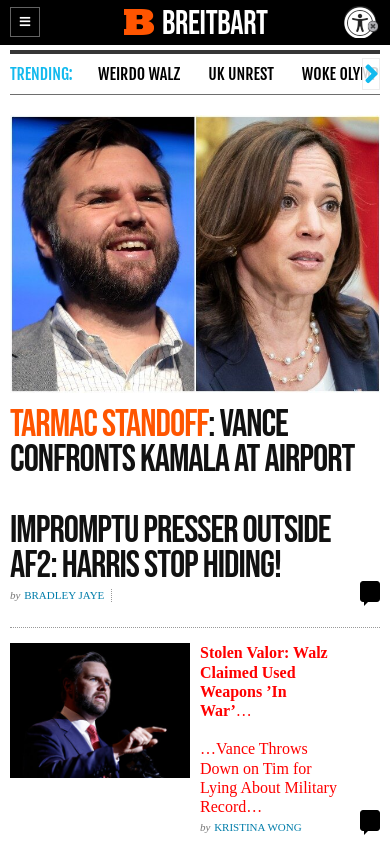 BREITBART
TRENDING: WEIRDO WALZ UK UNREST WOKE
TARMAC STANDOFF: VANCE
CONFRONTS KAMALA AT AIRPORT
IMPROMPTU PRESSER OUTSIDE
AF2: HARRIS STOP HIDING!
by BRADLEY JAYE
Stolen Valor: Walz
Claimed Used
Weapons ’In
War’…
…Vance Throws
Down on Tim for
Lying About Military
Record…
by KRISTINA WONG